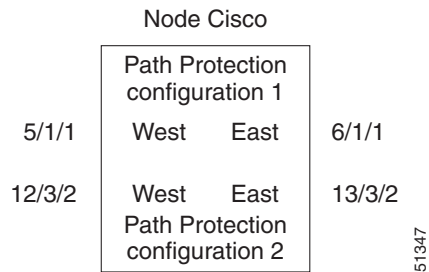 Node Cisco
Path Protection
configuration 1
5/1/1 West East 6/1/1
12/3/2 West East 13/3/2
Path Protection
configuration 2
51347